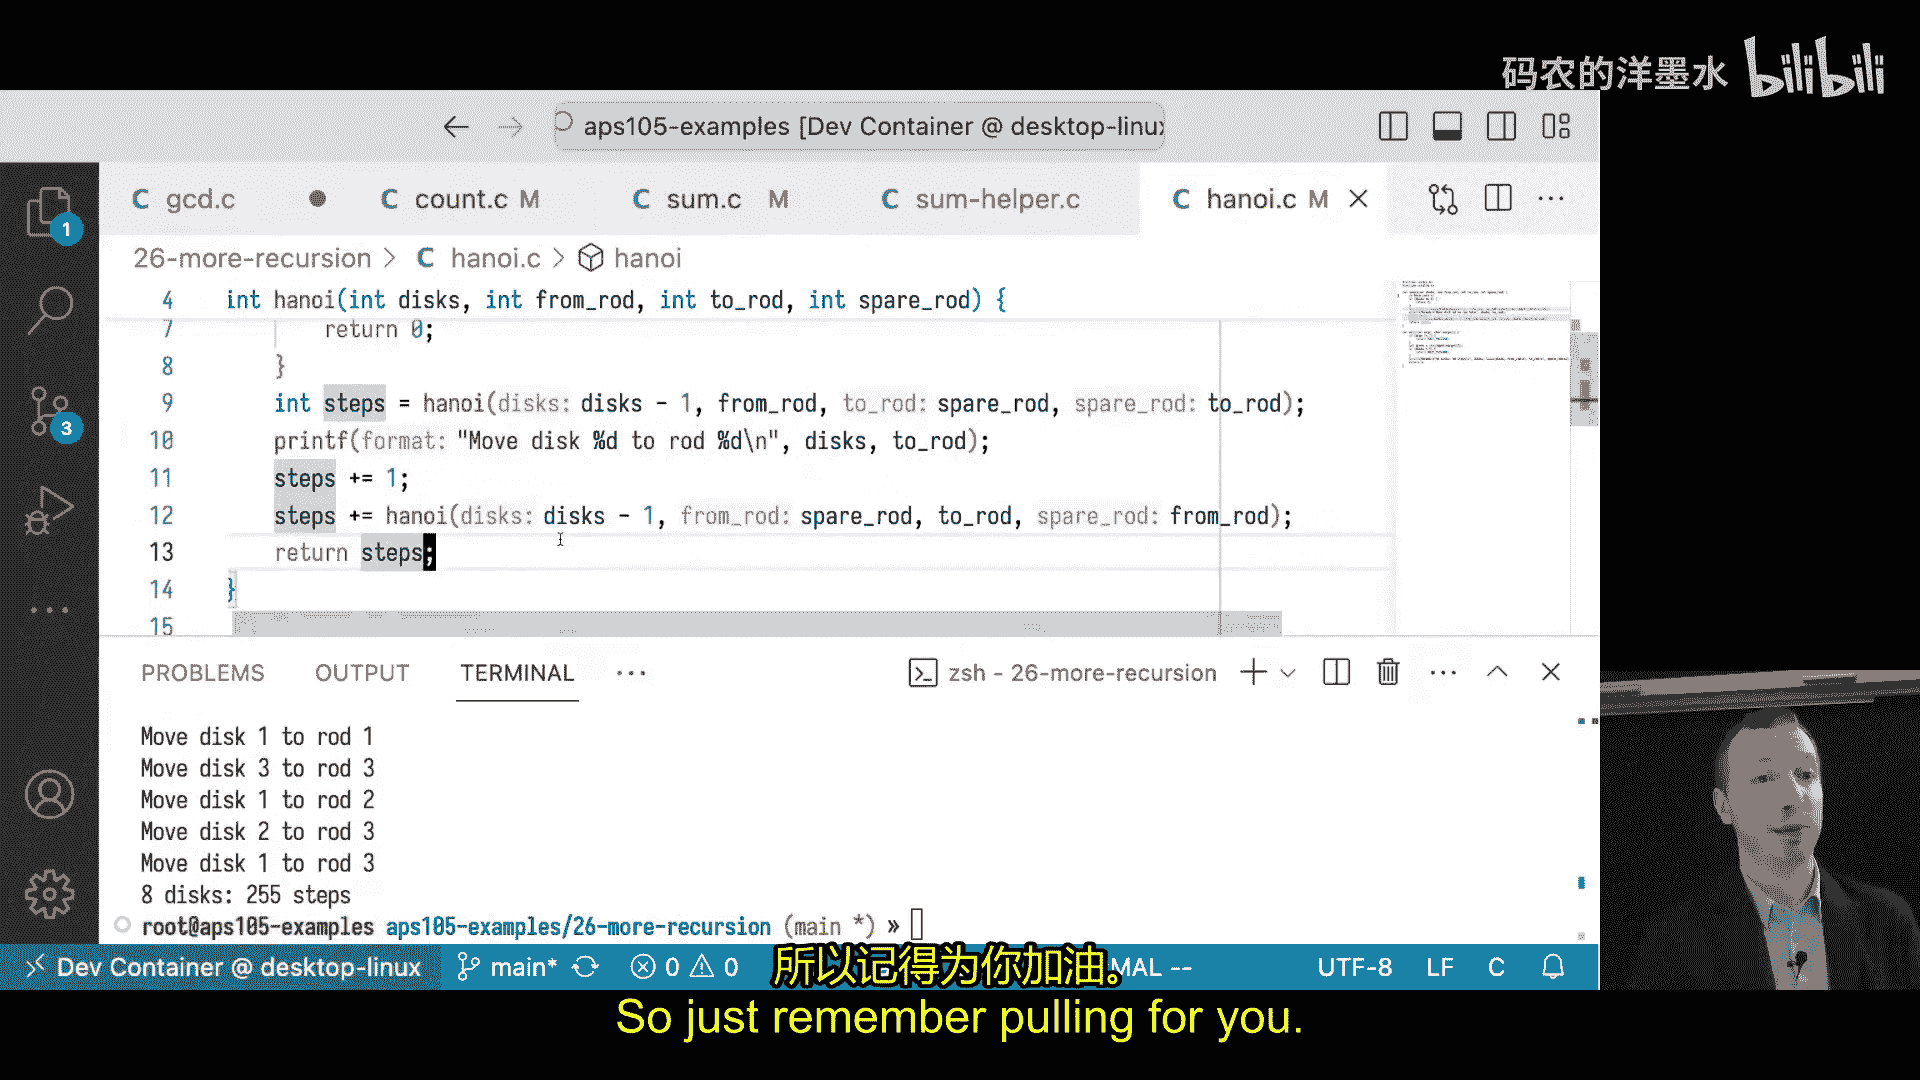 码农的洋墨水 bilibili
aps105-examples [Dev Container @ desktop-linux
C gcd.c C count.c M C sum.c M C sum-helper.c C hanoi.c M
26-more-recursion > C hanoi.c > hanoi
4 int hanoi(int disks, int from_rod, int to_rod, int spare_rod) {
7 return 0;
8 }
9 int steps = hanoi(disks: disks - 1, from_rod, to_rod: spare_rod, spare_rod: to_rod);
10 printf(format: "Move disk %d to rod %d\n", disks, to_rod);
11 steps += 1;
12 steps += hanoi(disks: disks - 1, from_rod: spare_rod, to_rod, spare_rod: from_rod);
13 return steps;
14 }
15
1
3
PROBLEMS OUTPUT TERMINAL ··· zsh - 26-more-recursion
Move disk 1 to rod 1
Move disk 3 to rod 3
Move disk 1 to rod 2
Move disk 2 to rod 3
Move disk 1 to rod 3
8 disks: 255 steps
root@aps105-examples aps105-examples/26-more-recursion (main *) »
Dev Container @ desktop-linux main* 0 0 MAL -- UTF-8 LF C
所以记得为你加油。
So just remember pulling for you.